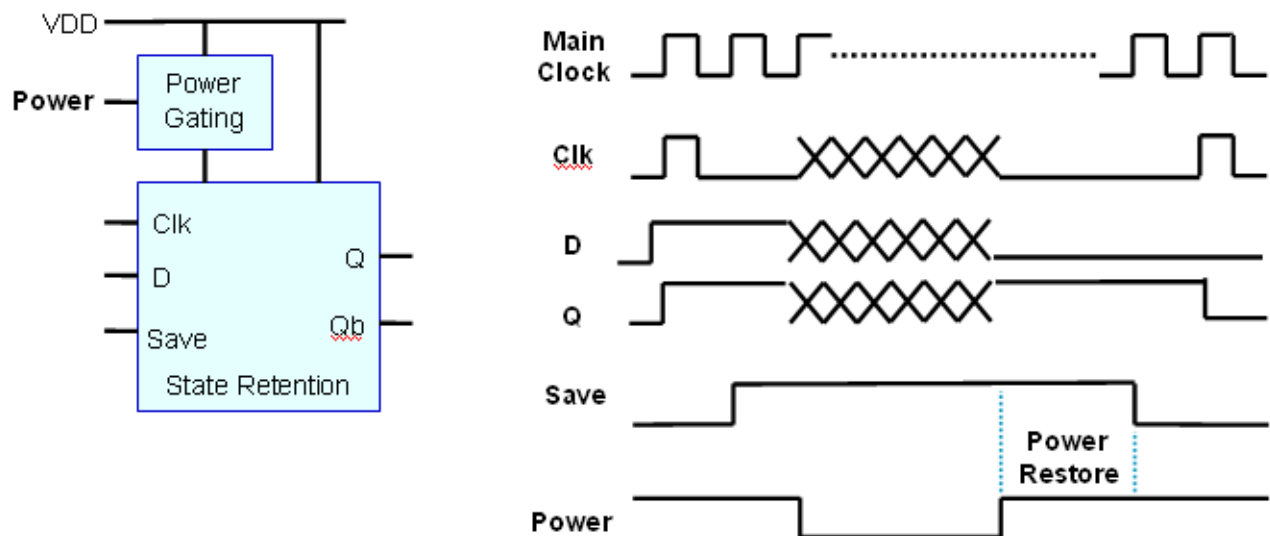 VDD
Power
Gating
Power
Clk
D
Save
Q
Qb
State Retention
Main
Clock
Clk
D
Q
Save
Power
Restore
Power